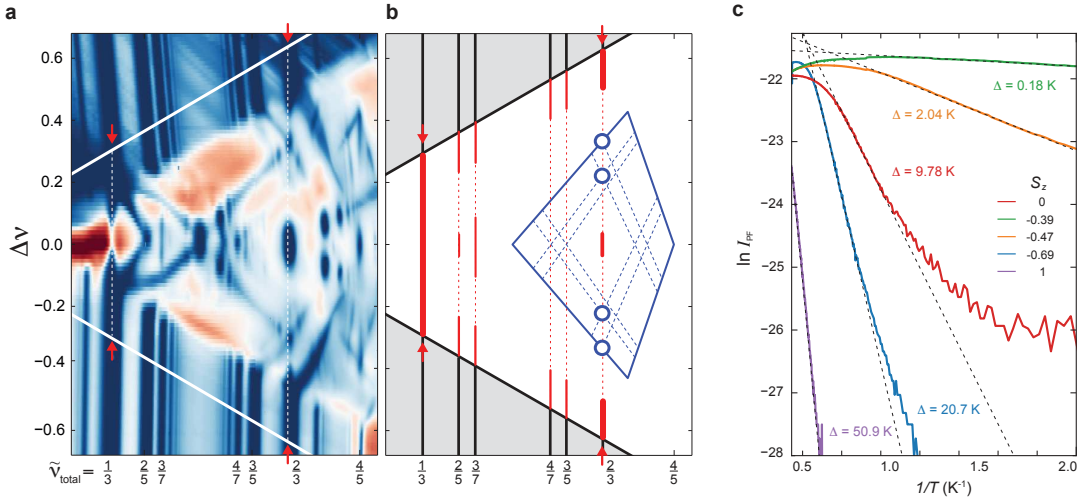 a
b
c
0.6
0.4
0.2
0.0
−0.2
−0.4
−0.6
Δν
ν̃total = 1/3 2/5 3/7 4/7 3/5 2/3 4/5
1/3 2/5 3/7 4/7 3/5 2/3 4/5
-22
-23
-24
-25
-26
-27
-28
ln IPF
Δ = 0.18 K
Δ = 2.04 K
Δ = 9.78 K
Sz
0
-0.39
-0.47
-0.69
1
Δ = 20.7 K
Δ = 50.9 K
0.5 1.0 1.2 1.5 1.7 2.0
1/T (K-1)